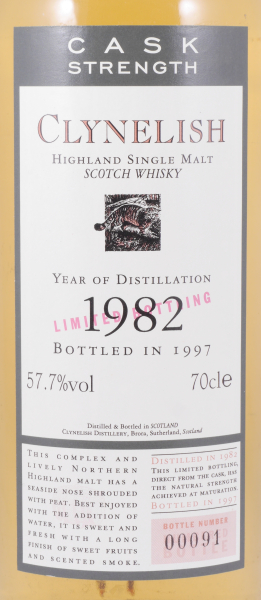 CASK
STRENGTH
CLYNELISH
HIGHLAND SINGLE MALT
SCOTCH WHISKY
YEAR OF DISTILLATION
LIMITED BOTTLING
1982
BOTTLED IN 1997
57.7%vol
70cle
Distilled & Bottled in SCOTLAND
CLYNELISH DISTILLERY, Brora, Sutherland, Scotland
THIS COMPLEX AND
LIVELY NORTHERN
HIGHLAND MALT HAS A
SEASIDE NOSE SHROUDED
WITH PEAT. BEST ENJOYED
WITH THE ADDITION OF
WATER, IT IS SWEET AND
FRESH WITH A LONG
FINISH OF SWEET FRUITS
AND SCENTED SMOKE.
DISTILLED IN 1982
THIS LIMITED BOTTLING,
DIRECT FROM THE CASK, HAS
THE NATURAL STRENGTH
ACHIEVED AT MATURATION.
BOTTLED IN 1997
BOTTLE NUMBER
00091